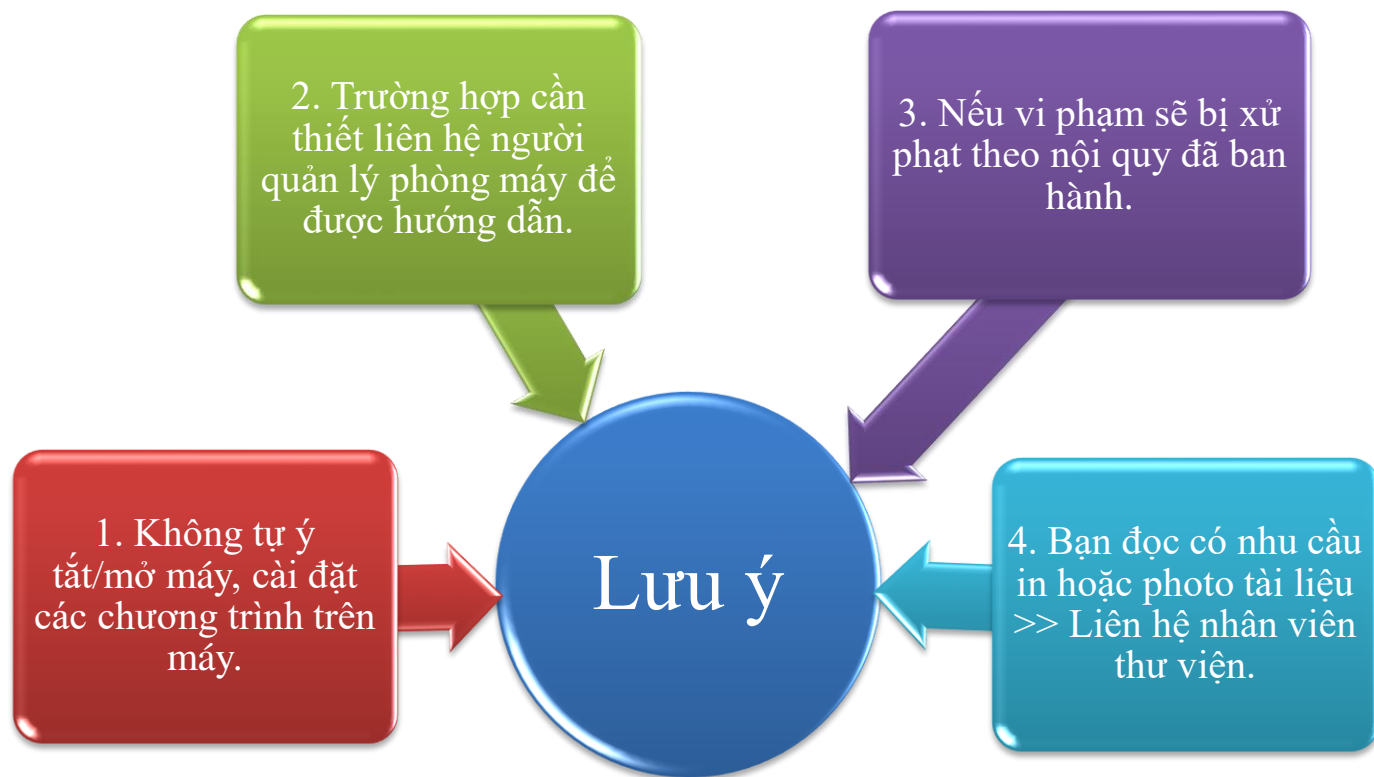 1. Không tự ý
tắt/mở máy, cài đặt
các chương trình trên
máy.
2. Trường hợp cần
thiết liên hệ người
quản lý phòng máy để
được hướng dẫn.
3. Nếu vi phạm sẽ bị xử
phạt theo nội quy đã ban
hành.
4. Bạn đọc có nhu cầu
in hoặc photo tài liệu
>> Liên hệ nhân viên
thư viện.
Lưu ý